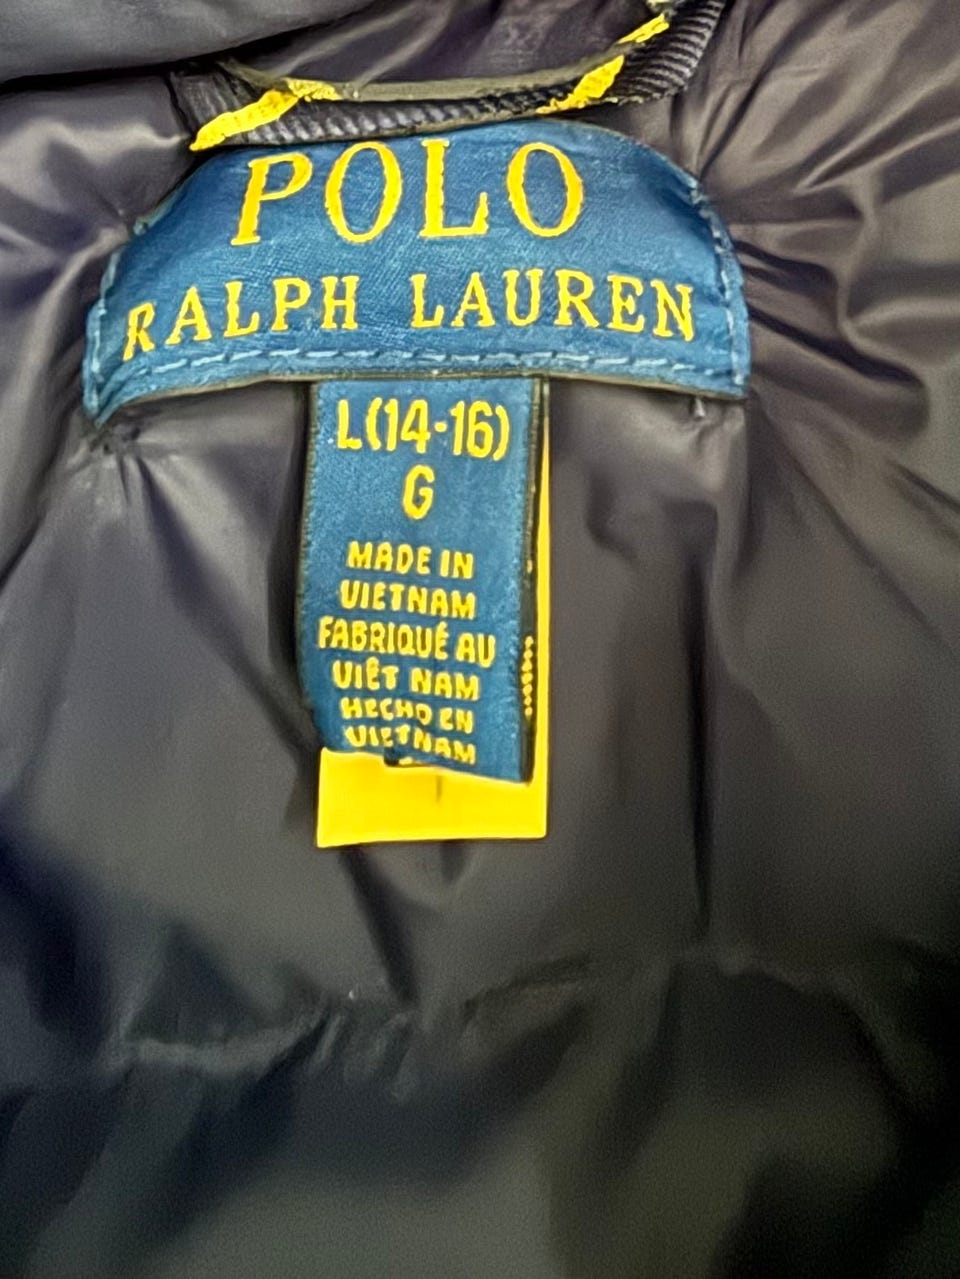 POLO
RALPH LAUREN
L(14-16)
G
MADE IN
VIETNAM
FABRIQUÉ AU
VIÊT NAM
HECHO EN
VIETNAM